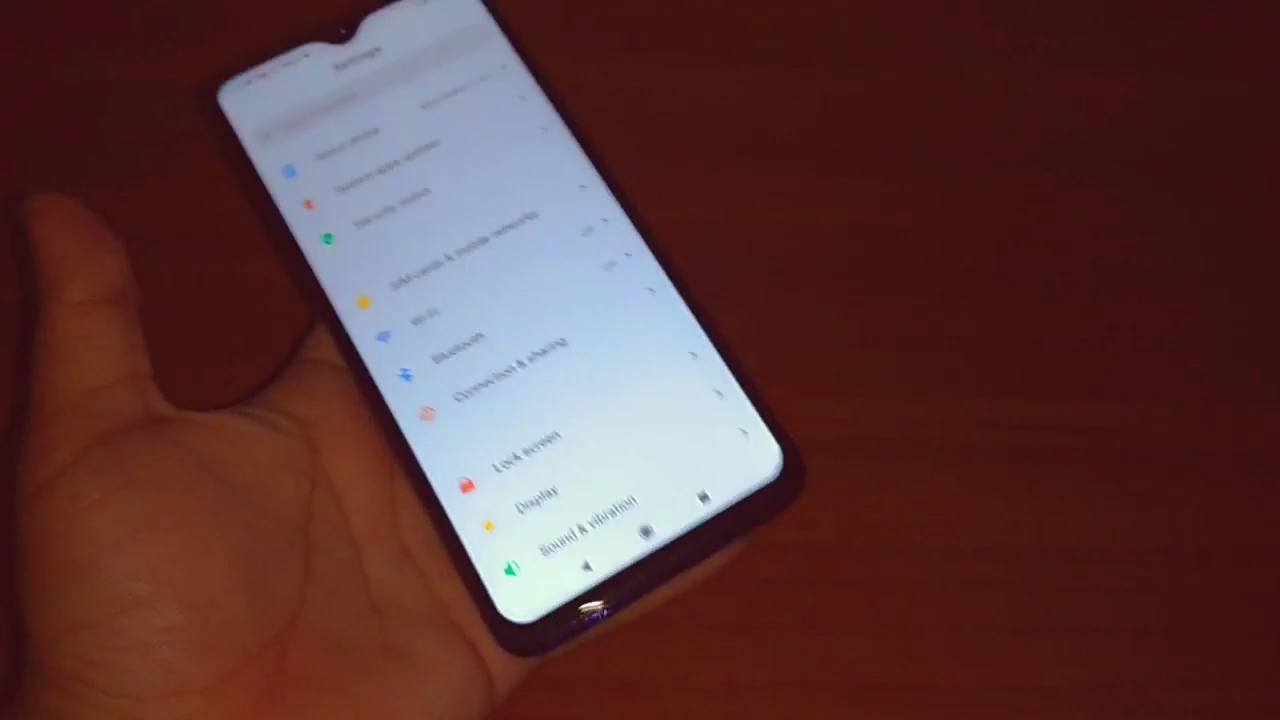 Settings
About phone
System apps updater
Security status
SIM cards & mobile networks
Wi-Fi
Bluetooth
Connection & sharing
Lock screen
Display
Sound & vibration